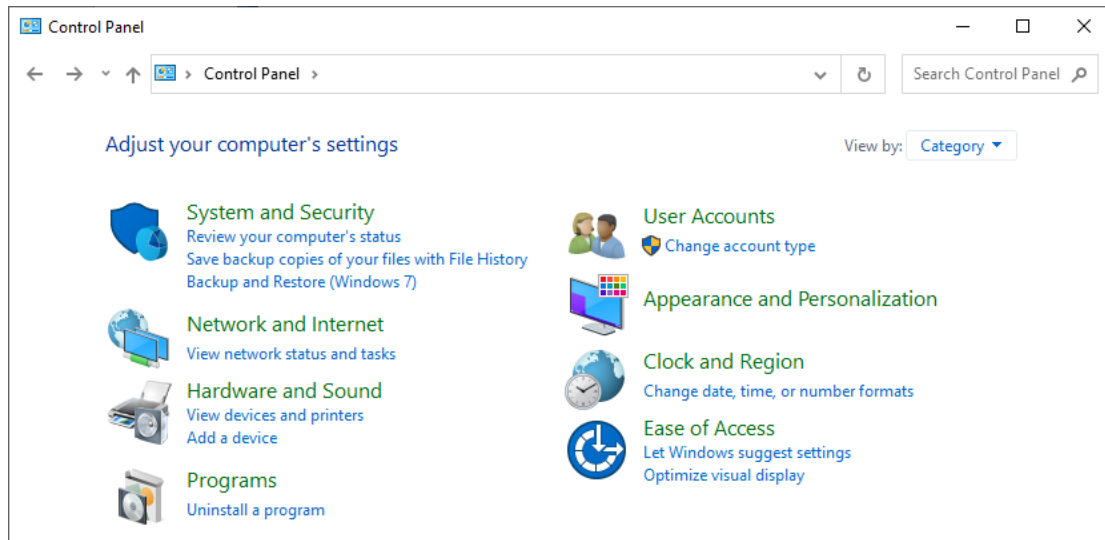 Control Panel
Control Panel
Search Control Panel
Adjust your computer's settings
View by: Category
System and Security
Review your computer's status
Save backup copies of your files with File History
Backup and Restore (Windows 7)
Network and Internet
View network status and tasks
Hardware and Sound
View devices and printers
Add a device
Programs
Uninstall a program
User Accounts
Change account type
Appearance and Personalization
Clock and Region
Change date, time, or number formats
Ease of Access
Let Windows suggest settings
Optimize visual display